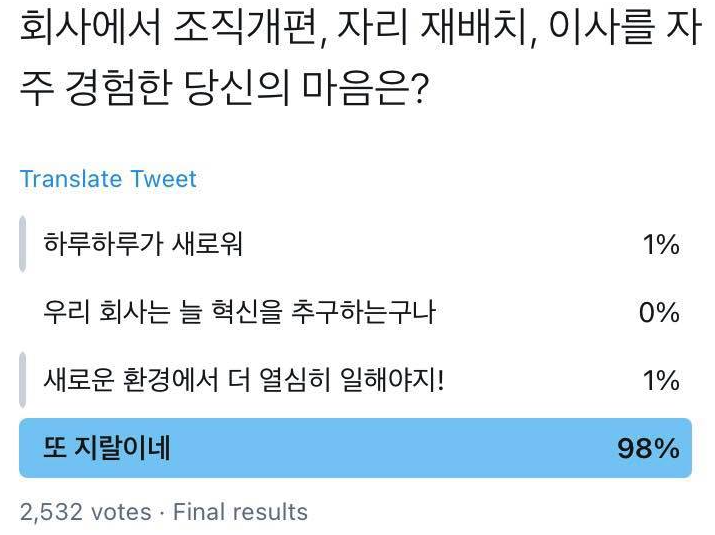 회사에서 조직개편, 자리 재배치, 이사를 자
주 경험한 당신의 마음은?
Translate Tweet
하루하루가 새로워 1%
우리 회사는 늘 혁신을 추구하는구나 0%
새로운 환경에서 더 열심히 일해야지! 1%
또 지랄이네 98%
2,532 votes · Final results